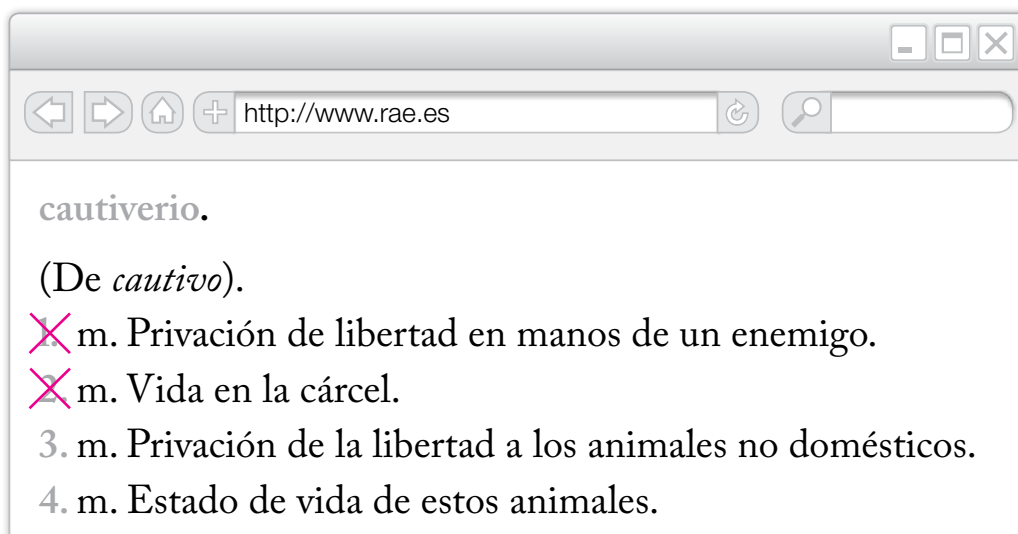 http://www.rae.es
cautiverio.
(De cautivo).
1. m. Privación de libertad en manos de un enemigo.
2. m. Vida en la cárcel.
3. m. Privación de la libertad a los animales no domésticos.
4. m. Estado de vida de estos animales.